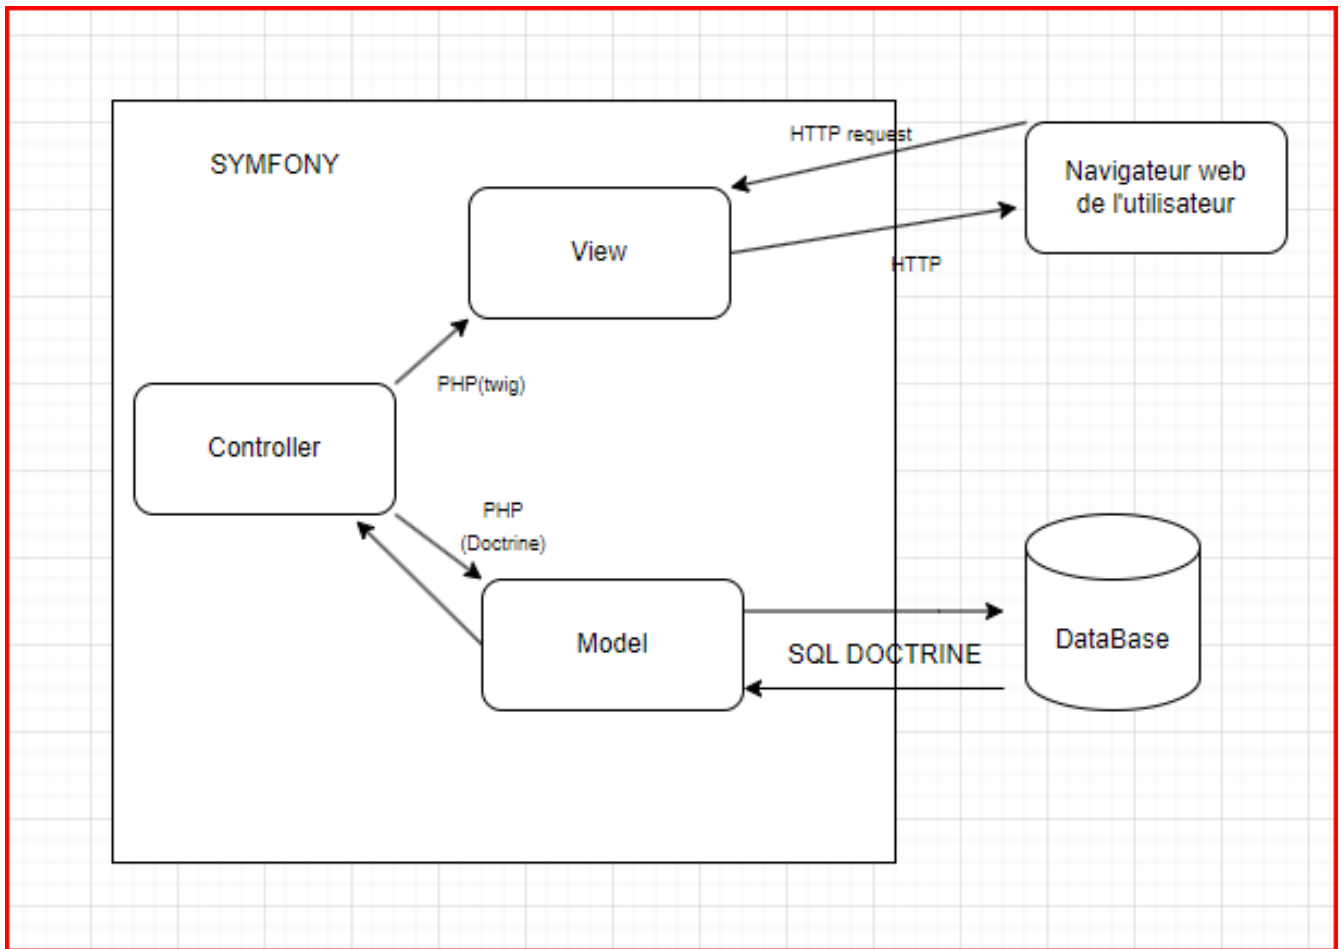 HTTP request
SYMFONY
Navigateur web
de l'utilisateur
View
HTTP
PHP(twig)
Controller
PHP
(Doctrine)
Model
SQL DOCTRINE
DataBase